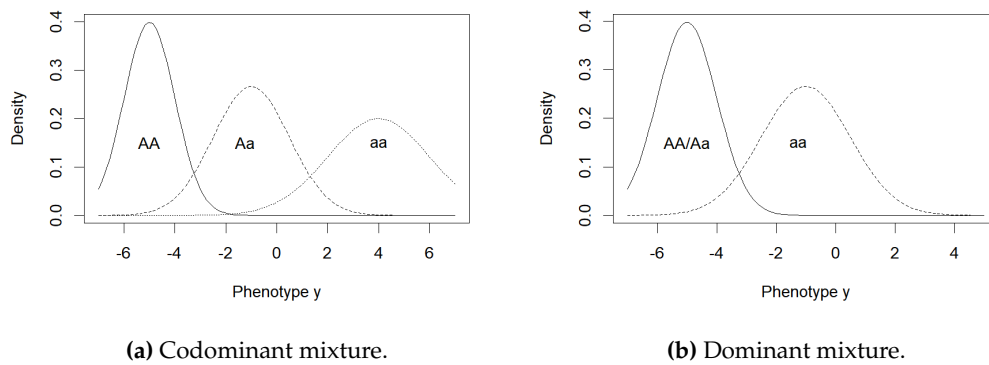 Density
0.4
0.3
0.2
0.1
0.0
AA
Aa
aa
-6 -4 -2 0 2 4 6
Phenotype y
(a) Codominant mixture.
Density
0.4
0.3
0.2
0.1
0.0
AA/Aa
aa
-6 -4 -2 0 2 4
Phenotype y
(b) Dominant mixture.